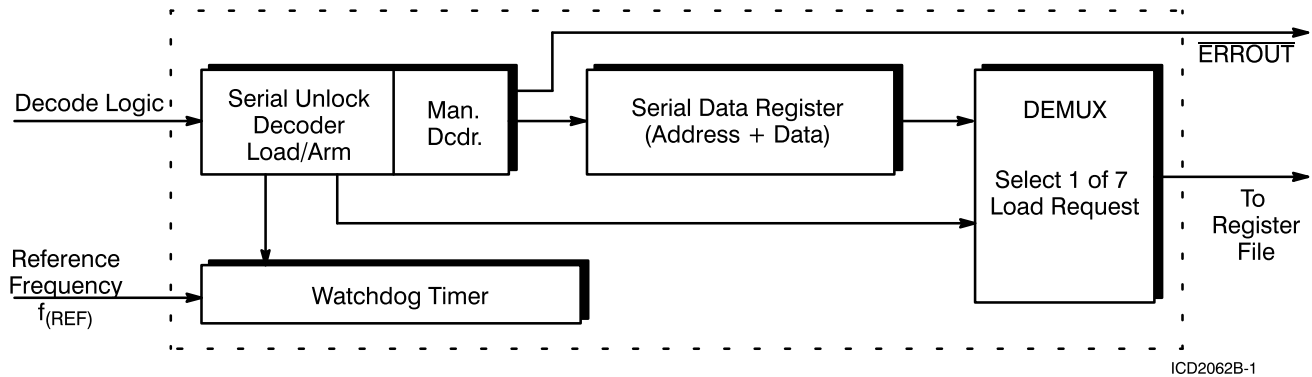 ERROUT
Decode Logic
Serial Unlock
Decoder
Load/Arm
Man.
Dcdr.
Serial Data Register
(Address + Data)
DEMUX
Select 1 of 7
Load Request
To
Register
File
Reference
Frequency
f(REF)
Watchdog Timer
ICD2062B-1